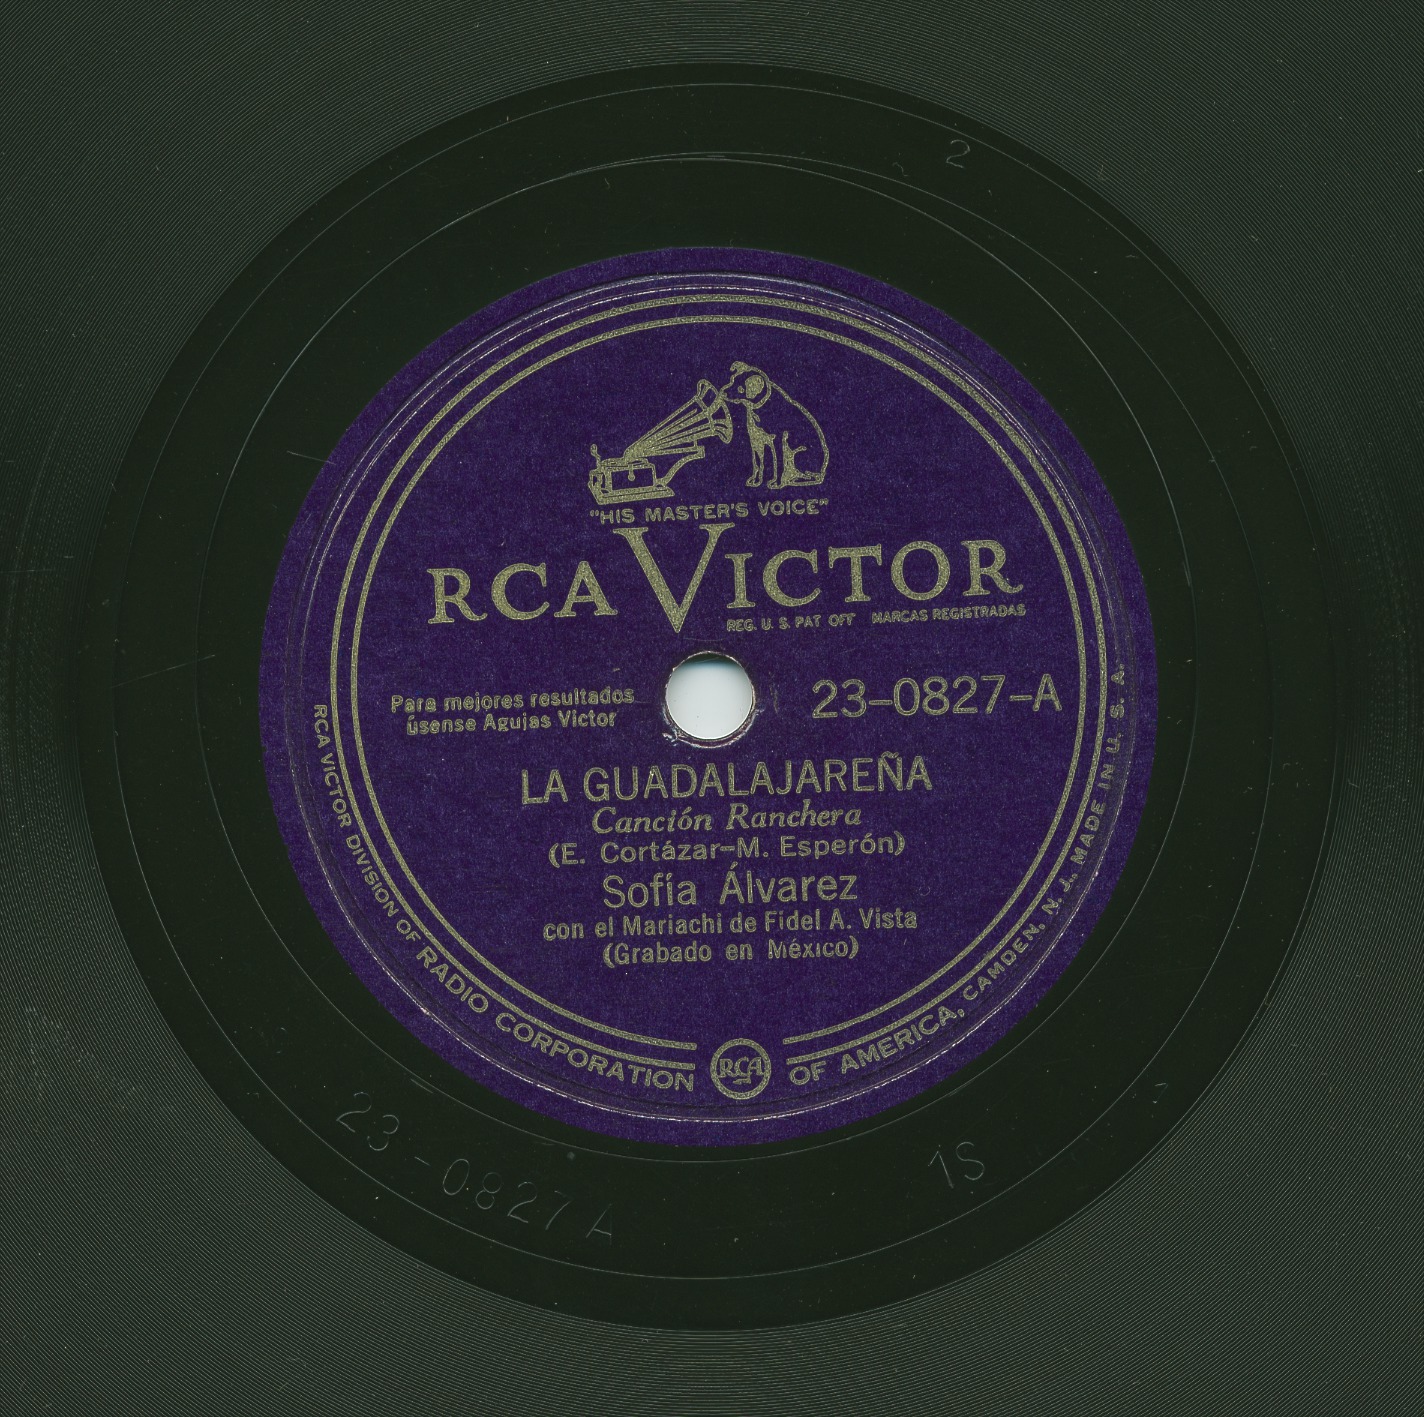 2
"HIS MASTER'S VOICE"
RCA VICTOR
REG. U. S. PAT OFF MARCAS REGISTRADAS
Para mejores resultados
úsense Agujas Victor
23-0827-A
LA GUADALAJAREÑA
Canción Ranchera
(E. Cortázar-M. Esperón)
Sofía Álvarez
con el Mariachi de Fidel A. Vista
(Grabado en México)
RCA VICTOR DIVISION OF RADIO CORPORATION OF AMERICA, CAMDEN, N. J., MADE IN U. S. A.
RCA
23-0827 A
1S